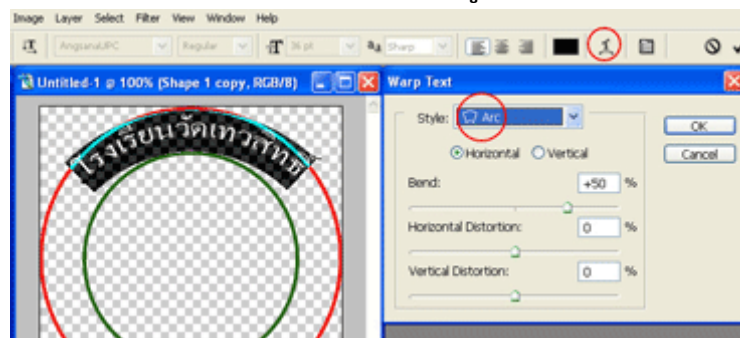 Image Layer Select Filter View Window Help
T AngsanaUPC Regular T 36 pt aa Sharp
Untitled-1 @ 100% (Shape 1 copy, RGB/8)
โรงเรียนวัดเทวสิทธิ์
Warp Text
Style: Arc
OK
Horizontal Vertical
Cancel
Bend: +50 %
Horizontal Distortion: 0 %
Vertical Distortion: 0 %